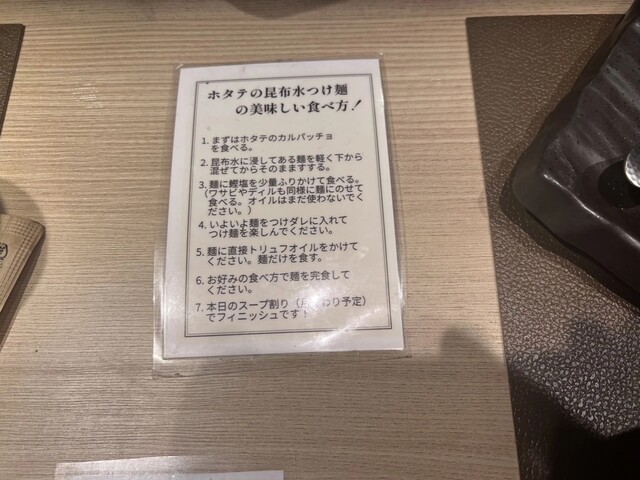 ホタテの昆布水つけ麺
の美味しい食べ方!
1. まずはホタテのカルパッチョ
を食べる。
2. 昆布水に浸してある麺を軽く下から
混ぜてからそのまますする。
3. 麺に鰹塩を少量ふりかけて食べる。
(ワサビやディルも同様に麺にのせて
食べる。オイルはまだ使わないでく
ださい。)
4. いよいよ麺をつけダレに入れて
つけ麺を楽しんでください。
5. 麺に直接トリュフオイルをかけて
ください。麺だけを食す。
6. お好みの食べ方で麺を完食して
ください。
7. 本日のスープ割り(わり予定)
でフィニッシュです!